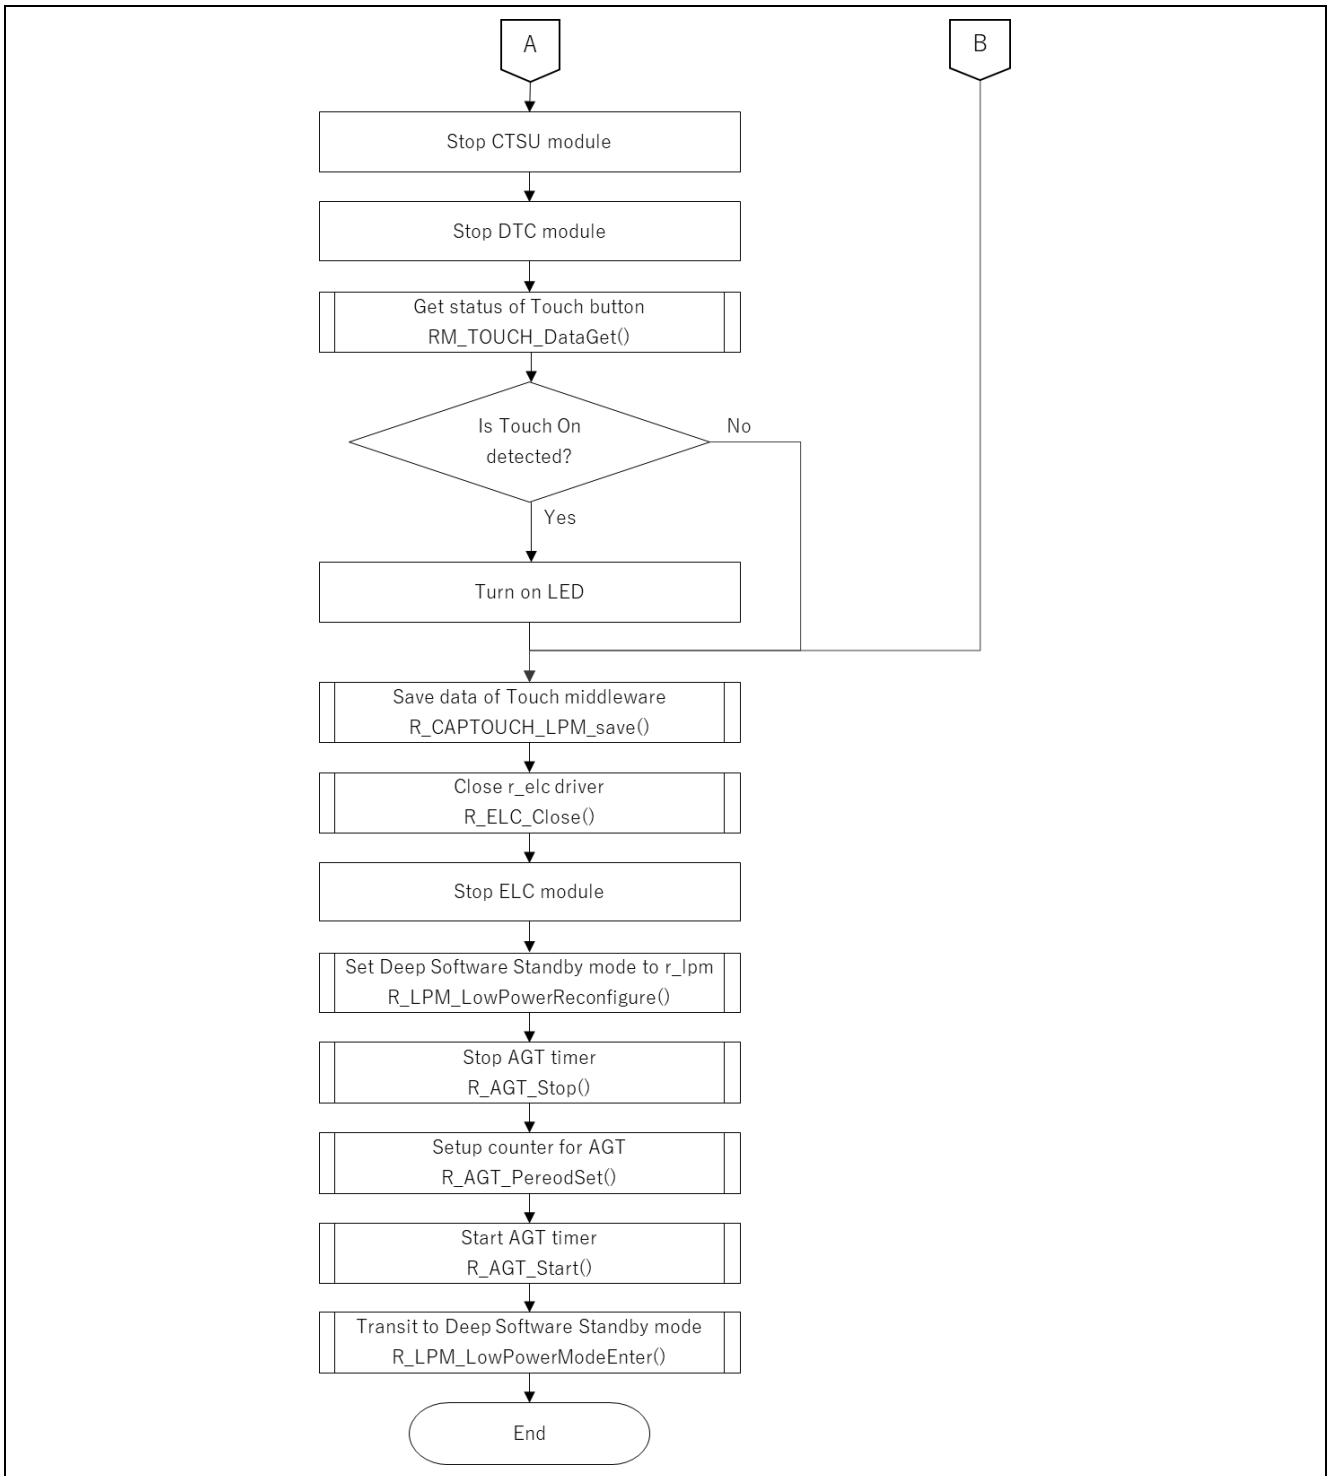 A
B
Stop CTSU module
Stop DTC module
Get status of Touch button
RM_TOUCH_DataGet()
Is Touch On
detected?
No
Yes
Turn on LED
Save data of Touch middleware
R_CAPTOUCH_LPM_save()
Close r_elc driver
R_ELC_Close()
Stop ELC module
Set Deep Software Standby mode to r_lpm
R_LPM_LowPowerReconfigure()
Stop AGT timer
R_AGT_Stop()
Setup counter for AGT
R_AGT_PereodSet()
Start AGT timer
R_AGT_Start()
Transit to Deep Software Standby mode
R_LPM_LowPowerModeEnter()
End